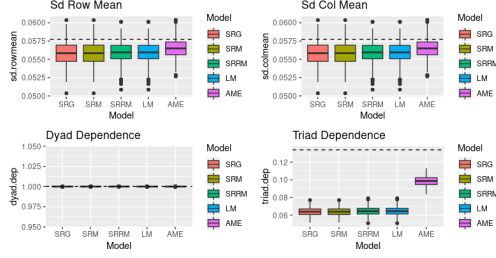 Sd Row Mean
sd.rowmean
0.0600
0.0575
0.0550
0.0525
0.0500
SRG SRM SRRM LM AME
Model
Model
SRG
SRM
SRRM
LM
AME
Sd Col Mean
sd.colmean
0.0600
0.0575
0.0550
0.0525
0.0500
SRG SRM SRRM LM AME
Model
Model
SRG
SRM
SRRM
LM
AME
Dyad Dependence
dyad.dep
1.050
1.025
1.000
0.975
0.950
SRG SRM SRRM LM AME
Model
Model
SRG
SRM
SRRM
LM
AME
Triad Dependence
triad.dep
0.12
0.10
0.08
0.06
SRG SRM SRRM LM AME
Model
Model
SRG
SRM
SRRM
LM
AME